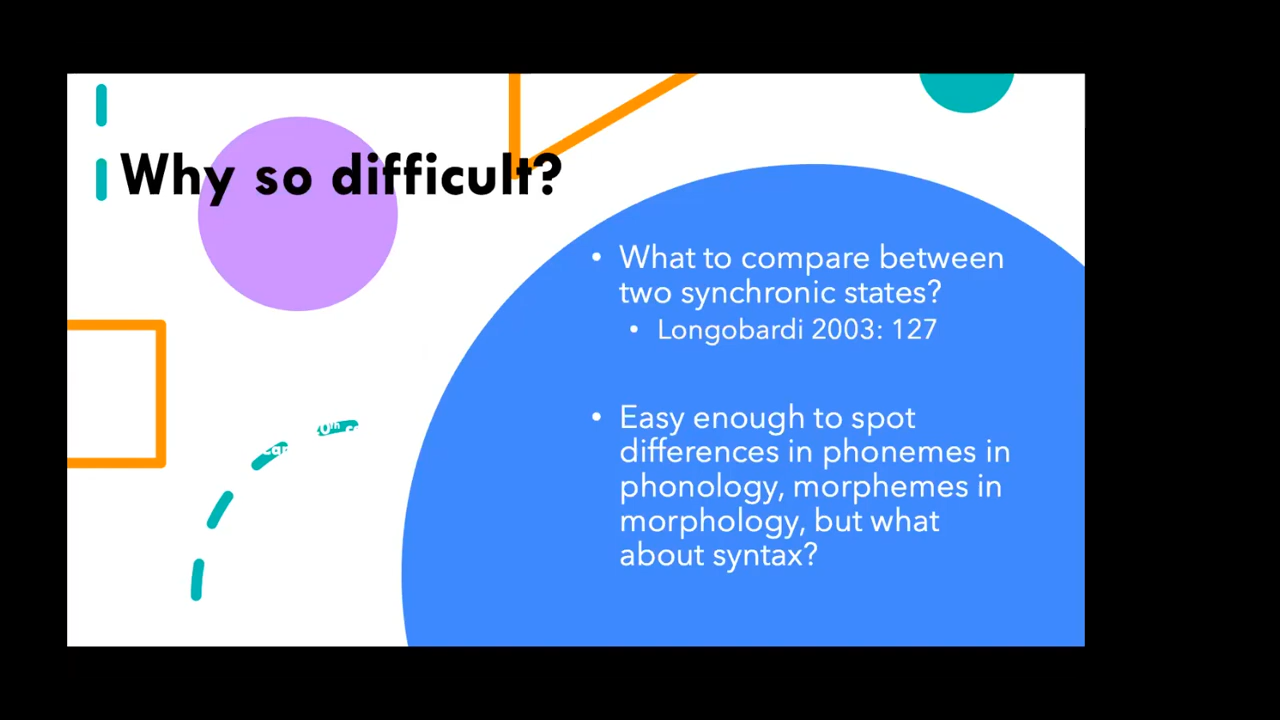 Why so difficult?
• What to compare between
two synchronic states?
• Longobardi 2003: 127
• Easy enough to spot
differences in phonemes in
phonology, morphemes in
morphology, but what
about syntax?